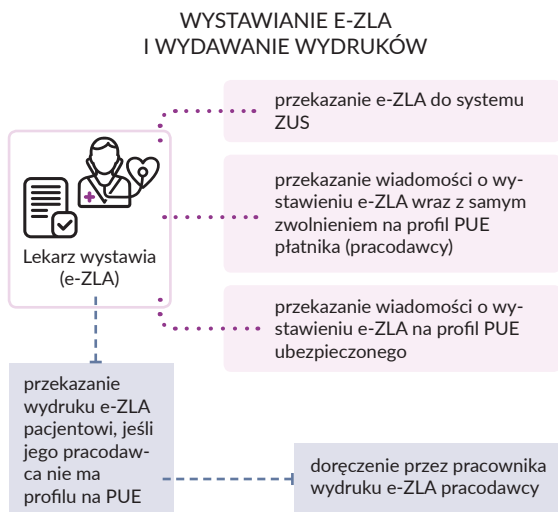 WYSTAWIANIE E-ZLA
I WYDAWANIE WYDRUKÓW
przekazanie e-ZLA do systemu
ZUS
przekazanie wiadomości o wy-
stawieniu e-ZLA wraz z samym
zwolnieniem na profil PUE
płatnika (pracodawcy)
Lekarz wystawia
(e-ZLA)
przekazanie wiadomości o wy-
stawieniu e-ZLA na profil PUE
ubezpieczonego
przekazanie
wydruku e-ZLA
pacjentowi, jeśli
jego pracodaw-
ca nie ma
profilu na PUE
doręczenie przez pracownika
wydruku e-ZLA pracodawcy